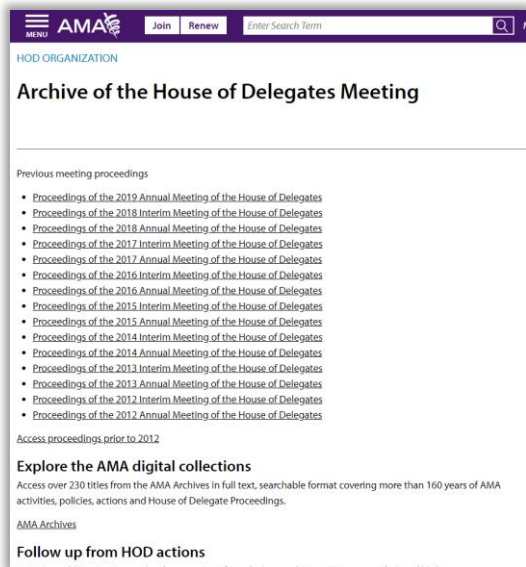 MENU AMA Join Renew Enter Search Term
HOD ORGANIZATION
Archive of the House of Delegates Meeting
Previous meeting proceedings
• Proceedings of the 2019 Annual Meeting of the House of Delegates
• Proceedings of the 2018 Interim Meeting of the House of Delegates
• Proceedings of the 2018 Annual Meeting of the House of Delegates
• Proceedings of the 2017 Interim Meeting of the House of Delegates
• Proceedings of the 2017 Annual Meeting of the House of Delegates
• Proceedings of the 2016 Interim Meeting of the House of Delegates
• Proceedings of the 2016 Annual Meeting of the House of Delegates
• Proceedings of the 2015 Interim Meeting of the House of Delegates
• Proceedings of the 2015 Annual Meeting of the House of Delegates
• Proceedings of the 2014 Interim Meeting of the House of Delegates
• Proceedings of the 2014 Annual Meeting of the House of Delegates
• Proceedings of the 2013 Interim Meeting of the House of Delegates
• Proceedings of the 2013 Annual Meeting of the House of Delegates
• Proceedings of the 2012 Interim Meeting of the House of Delegates
• Proceedings of the 2012 Annual Meeting of the House of Delegates
Access proceedings prior to 2012
Explore the AMA digital collections
Access over 230 titles from the AMA Archives in full text, searchable format covering more than 160 years of AMA
activities, policies, actions and House of Delegate Proceedings.
AMA Archives
Follow up from HOD actions